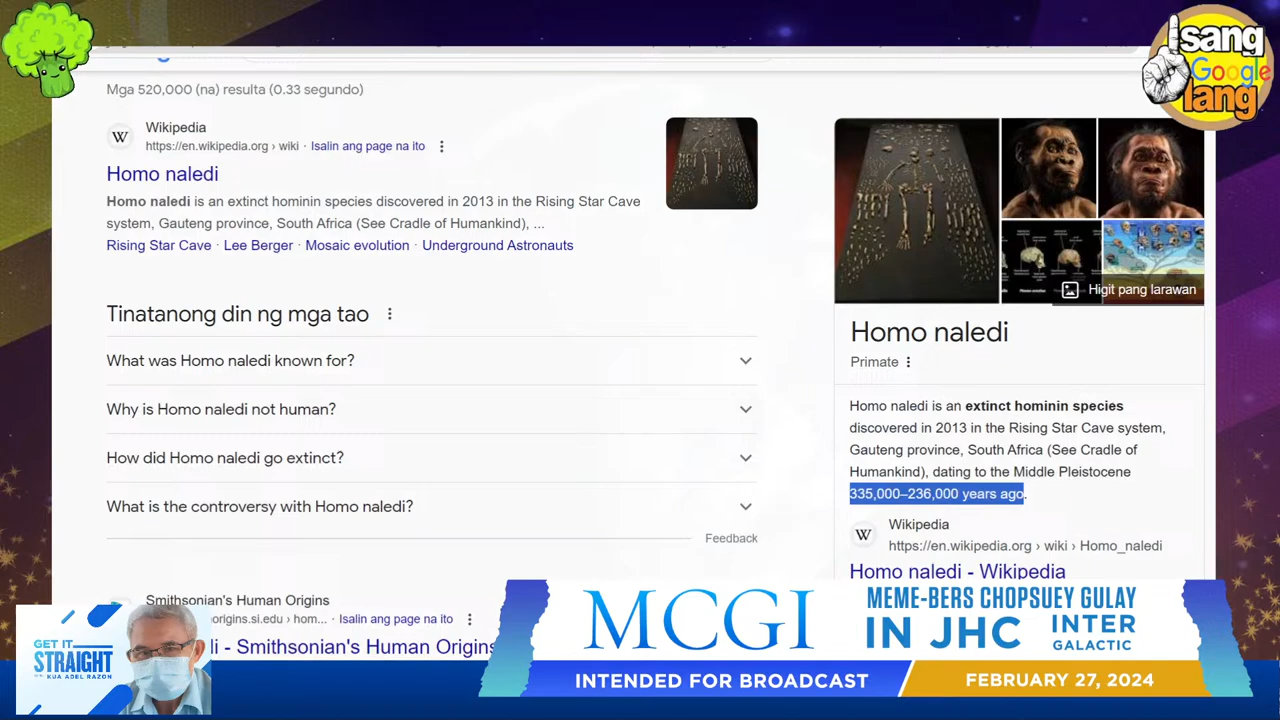 Isang
Google
lang
Mga 520,000 (na) resulta (0.33 segundo)
W
Wikipedia
https://en.wikipedia.org › wiki · Isalin ang page na ito
Homo naledi
Homo naledi is an extinct hominin species discovered in 2013 in the Rising Star Cave
system, Gauteng province, South Africa (See Cradle of Humankind), ...
Rising Star Cave · Lee Berger · Mosaic evolution · Underground Astronauts
Tinatanong din ng mga tao
What was Homo naledi known for?
Why is Homo naledi not human?
How did Homo naledi go extinct?
What is the controversy with Homo naledi?
Feedback
Smithsonian's Human Origins
origins.si.edu › hom... · Isalin ang page na ito
li - Smithsonian's Human Origins
Higit pang larawan
Homo naledi
Primate
Homo naledi is an extinct hominin species
discovered in 2013 in the Rising Star Cave system,
Gauteng province, South Africa (See Cradle of
Humankind), dating to the Middle Pleistocene
335,000–236,000 years ago.
W
Wikipedia
https://en.wikipedia.org › wiki › Homo_naledi
Homo naledi - Wikipedia
GET IT
STRAIGHT
KUYA ADEL RAZON
MCGI
MEME-BERS CHOPSUEY GULAY
IN JHC INTER
GALACTIC
INTENDED FOR BROADCAST
FEBRUARY 27, 2024